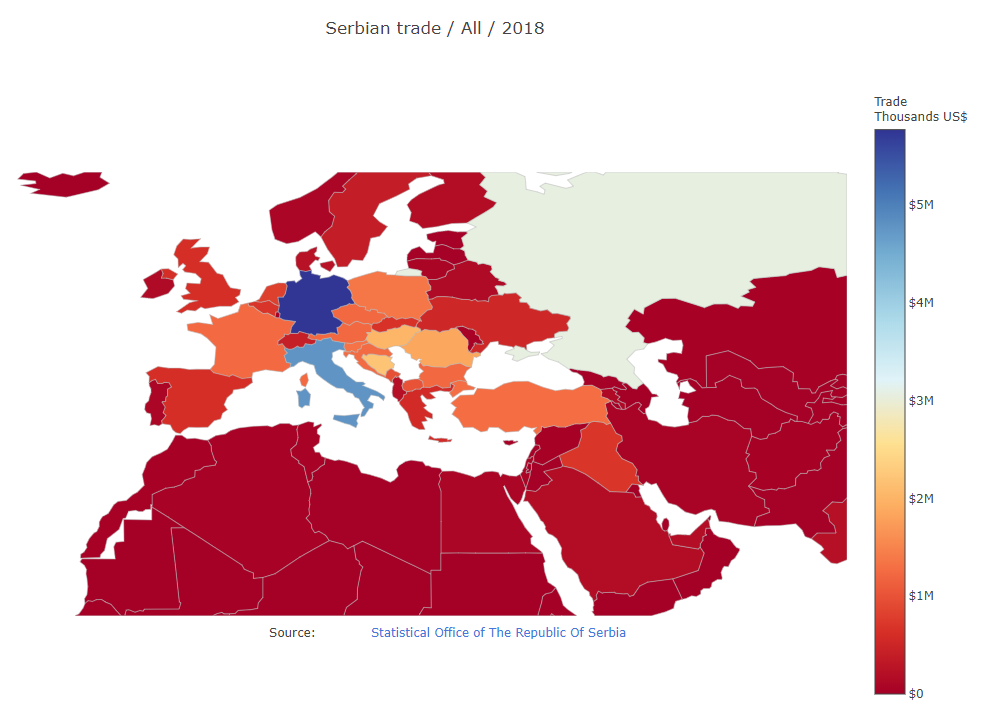 Serbian trade / All / 2018
Trade
Thousands US$
$5M
$4M
$3M
$2M
$1M
$0
Source: Statistical Office of The Republic Of Serbia